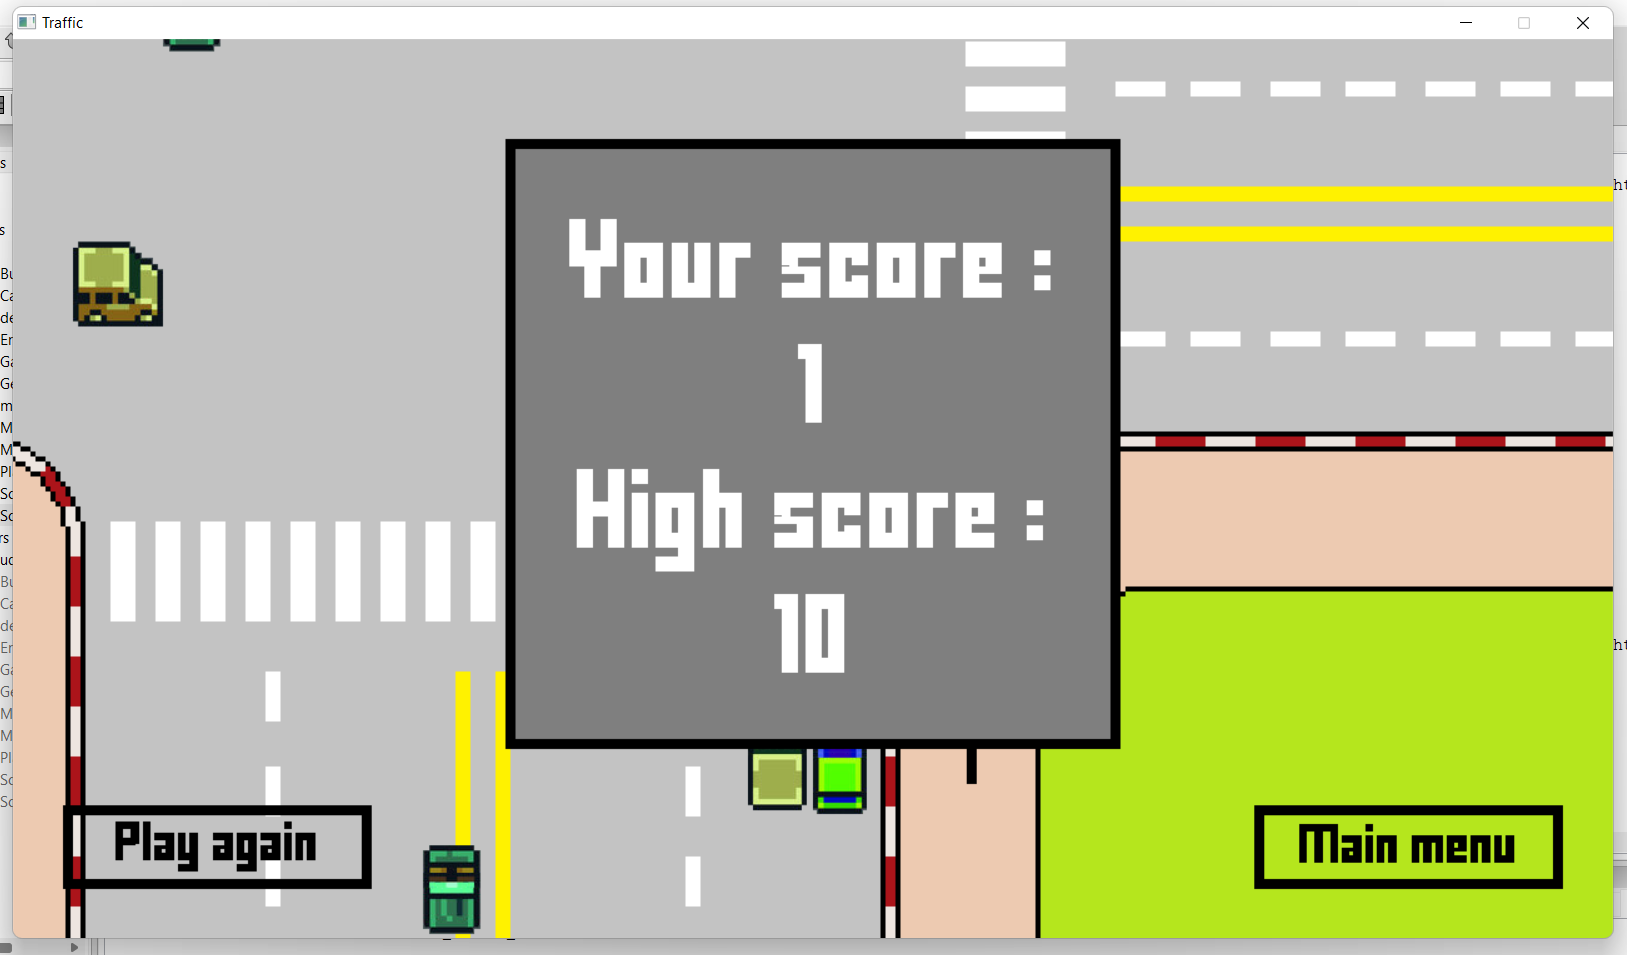 Traffic
Your score :
1
High score :
10
Play again
Main menu